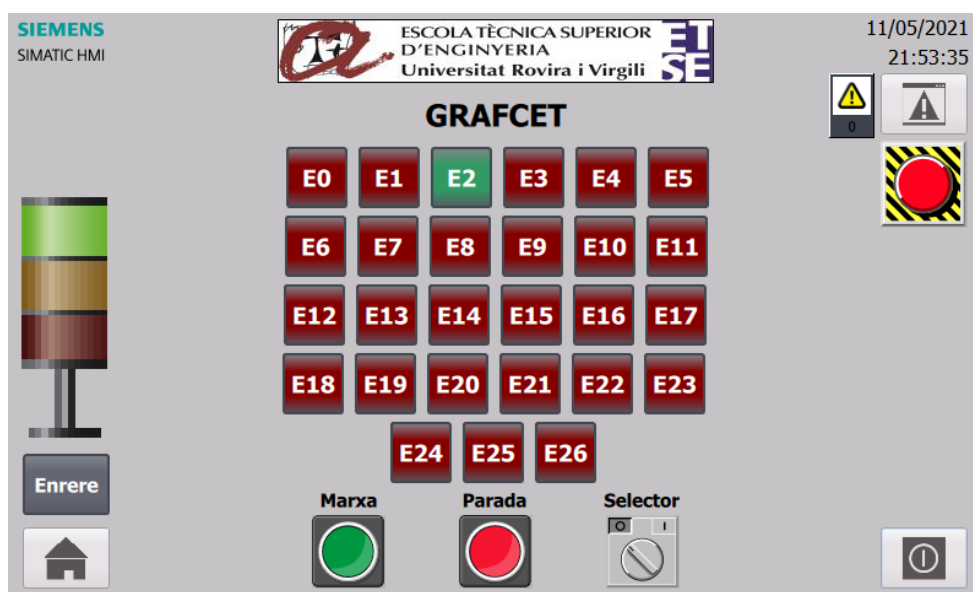 SIEMENS
SIMATIC HMI
ESCOLA TÈCNICA SUPERIOR
D'ENGINYERIA
Universitat Rovira i Virgili
ET
SE
11/05/2021
21:53:35
GRAFCET
0
E0 E1 E2 E3 E4 E5
E6 E7 E8 E9 E10 E11
E12 E13 E14 E15 E16 E17
E18 E19 E20 E21 E22 E23
E24 E25 E26
Enrere
Marxa Parada Selector
O I